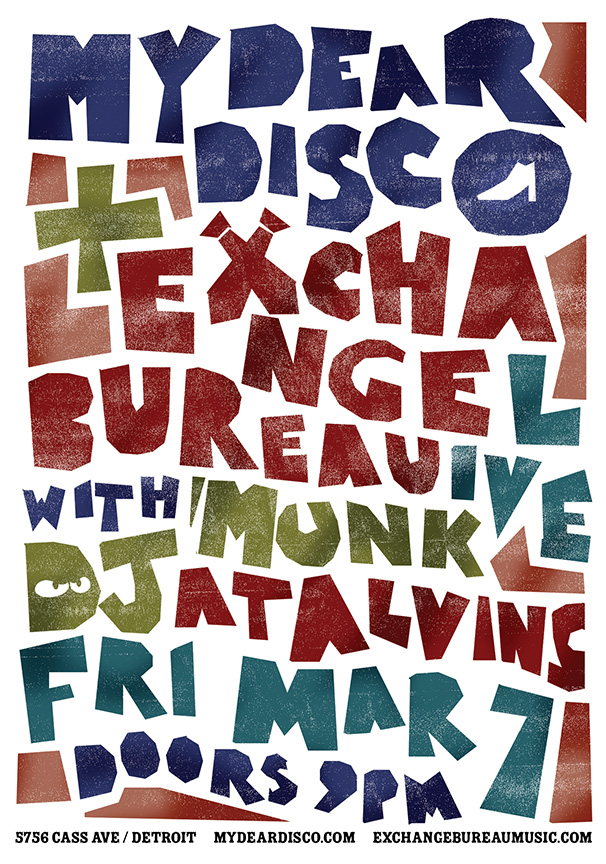 MY DEAR
DISCO
+ EXCHA
NGE
BUREAU
LIVE
WITH 'MUNK
DJ
AT ALVINS
FRI MAR 7
DOORS 9PM
5756 CASS AVE / DETROIT MYDEARDISCO.COM EXCHANGEBUREAUMUSIC.COM